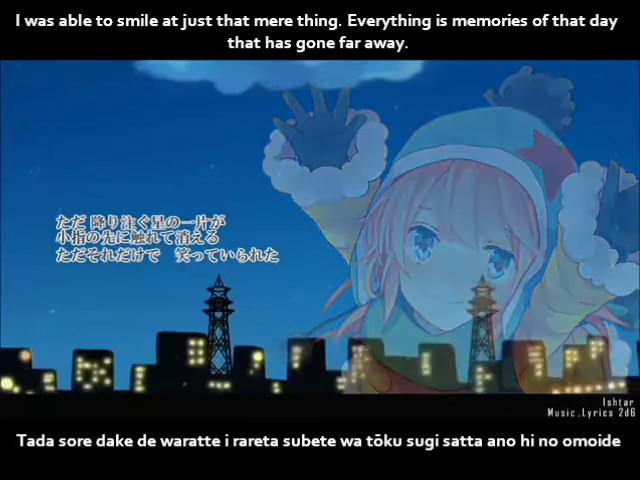 I was able to smile at just that mere thing. Everything is memories of that day
that has gone far away.
ただ 降り注ぐ星の一片が
小指の先に触れて消える
ただそれだけで 笑っていられた
Ishtar
Music,Lyrics 2d6
Tada sore dake de waratte i rareta subete wa tōku sugi satta ano hi no omoide